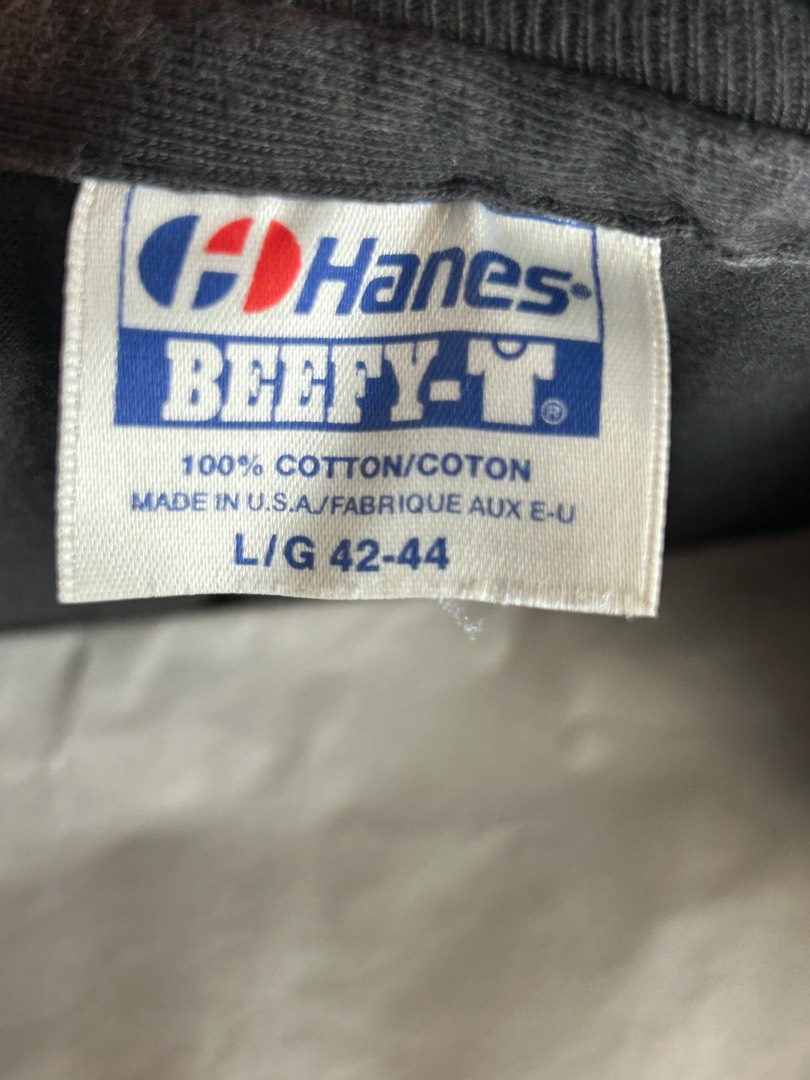 Hanes®
BEEFY-T®
100% COTTON/COTON
MADE IN U.S.A./FABRIQUE AUX E-U
L/G 42-44